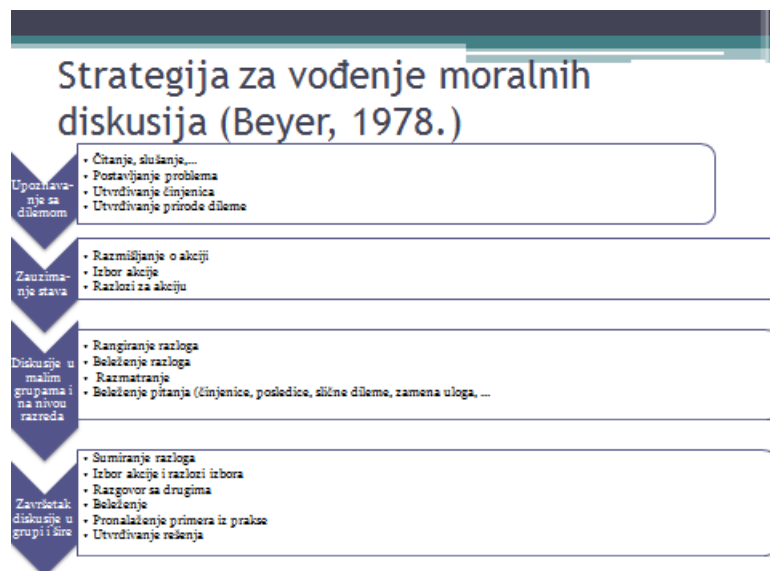 Strategija za vođenje moralnih
diskusija (Beyer, 1978.)
Upoznava-
nje sa
dilemom
• Čitanje, slušanje,...
• Postavljanje problema
• Utvrđivanje činjenica
• Utvrđivanje prirode dileme
Zauzima-
nje stava
• Razmišljanje o akciji
• Izbor akcije
• Razlozi za akciju
Diskusije u
malim
grupama i
na nivou
razreda
• Rangiranje razloga
• Beleženje razloga
• Razmatranje
• Beleženje pitanja (činjenice, posledice, slične dileme, zamena uloga, ...
Završetak
diskusije u
grupi i šire
• Sumiranje razloga
• Izbor akcije i razlozi izbora
• Razgovor sa drugima
• Beleženje
• Pronalaženje primera iz prakse
• Utvrđivanje rešenja